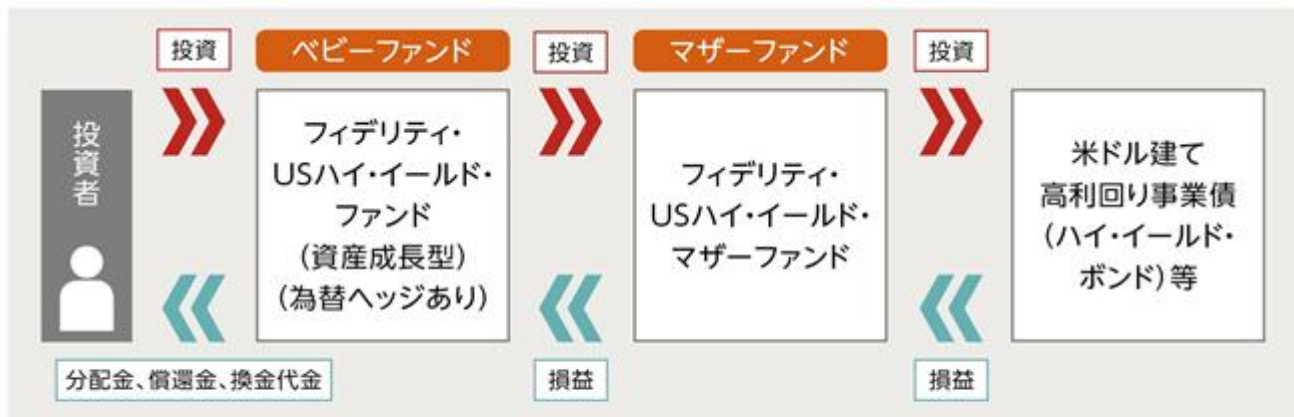 投資
ベビーファンド
投資
マザーファンド
投資
投資者
フィデリティ・
USハイ・イールド・
ファンド
（資産成長型）
（為替ヘッジあり）
フィデリティ・
USハイ・イールド・
マザーファンド
米ドル建て
高利回り事業債
（ハイ・イールド・
ボンド）等
分配金、償還金、換金代金
損益
損益